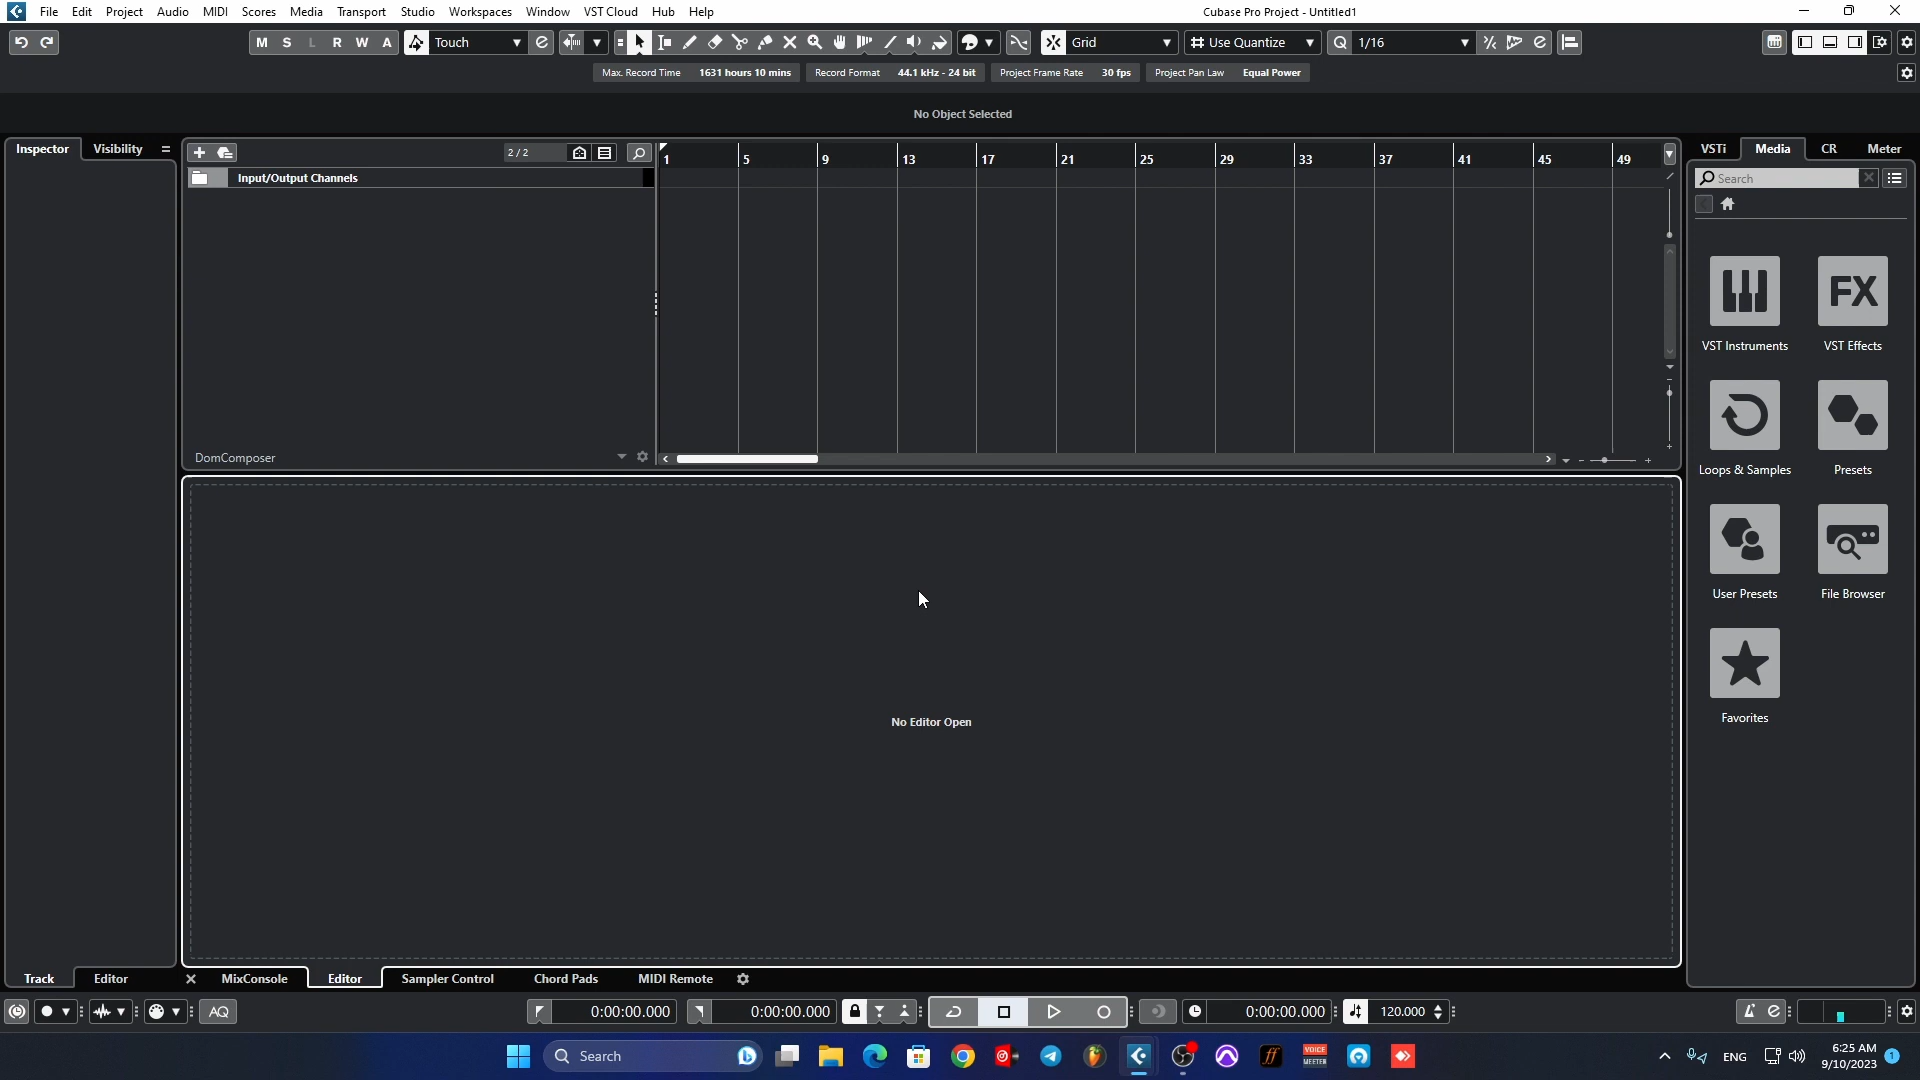 File Edit Project Audio MIDI Scores Media Transport Studio Workspaces Window VST Cloud Hub Help
Cubase Pro Project - Untitled1
M S L R W A Touch Grid Use Quantize Q 1/16
Max. Record Time 1631 hours 10 mins Record Format 44.1 kHz - 24 bit Project Frame Rate 30 fps Project Pan Law Equal Power
No Object Selected
Inspector Visibility
2 / 2
1 5 9 13 17 21 25 29 33 37 41 45 49
VSTi Media CR Meter
Input/Output Channels
Search
VST Instruments VST Effects
Loops & Samples Presets
DomComposer
User Presets File Browser
Favorites
No Editor Open
Track Editor
MixConsole Editor Sampler Control Chord Pads MIDI Remote
AQ 0:00:00.000 0:00:00.000 0:00:00.000 120.000
Search
VOICE
MEETER
ENG
6:25 AM
9/10/2023
1